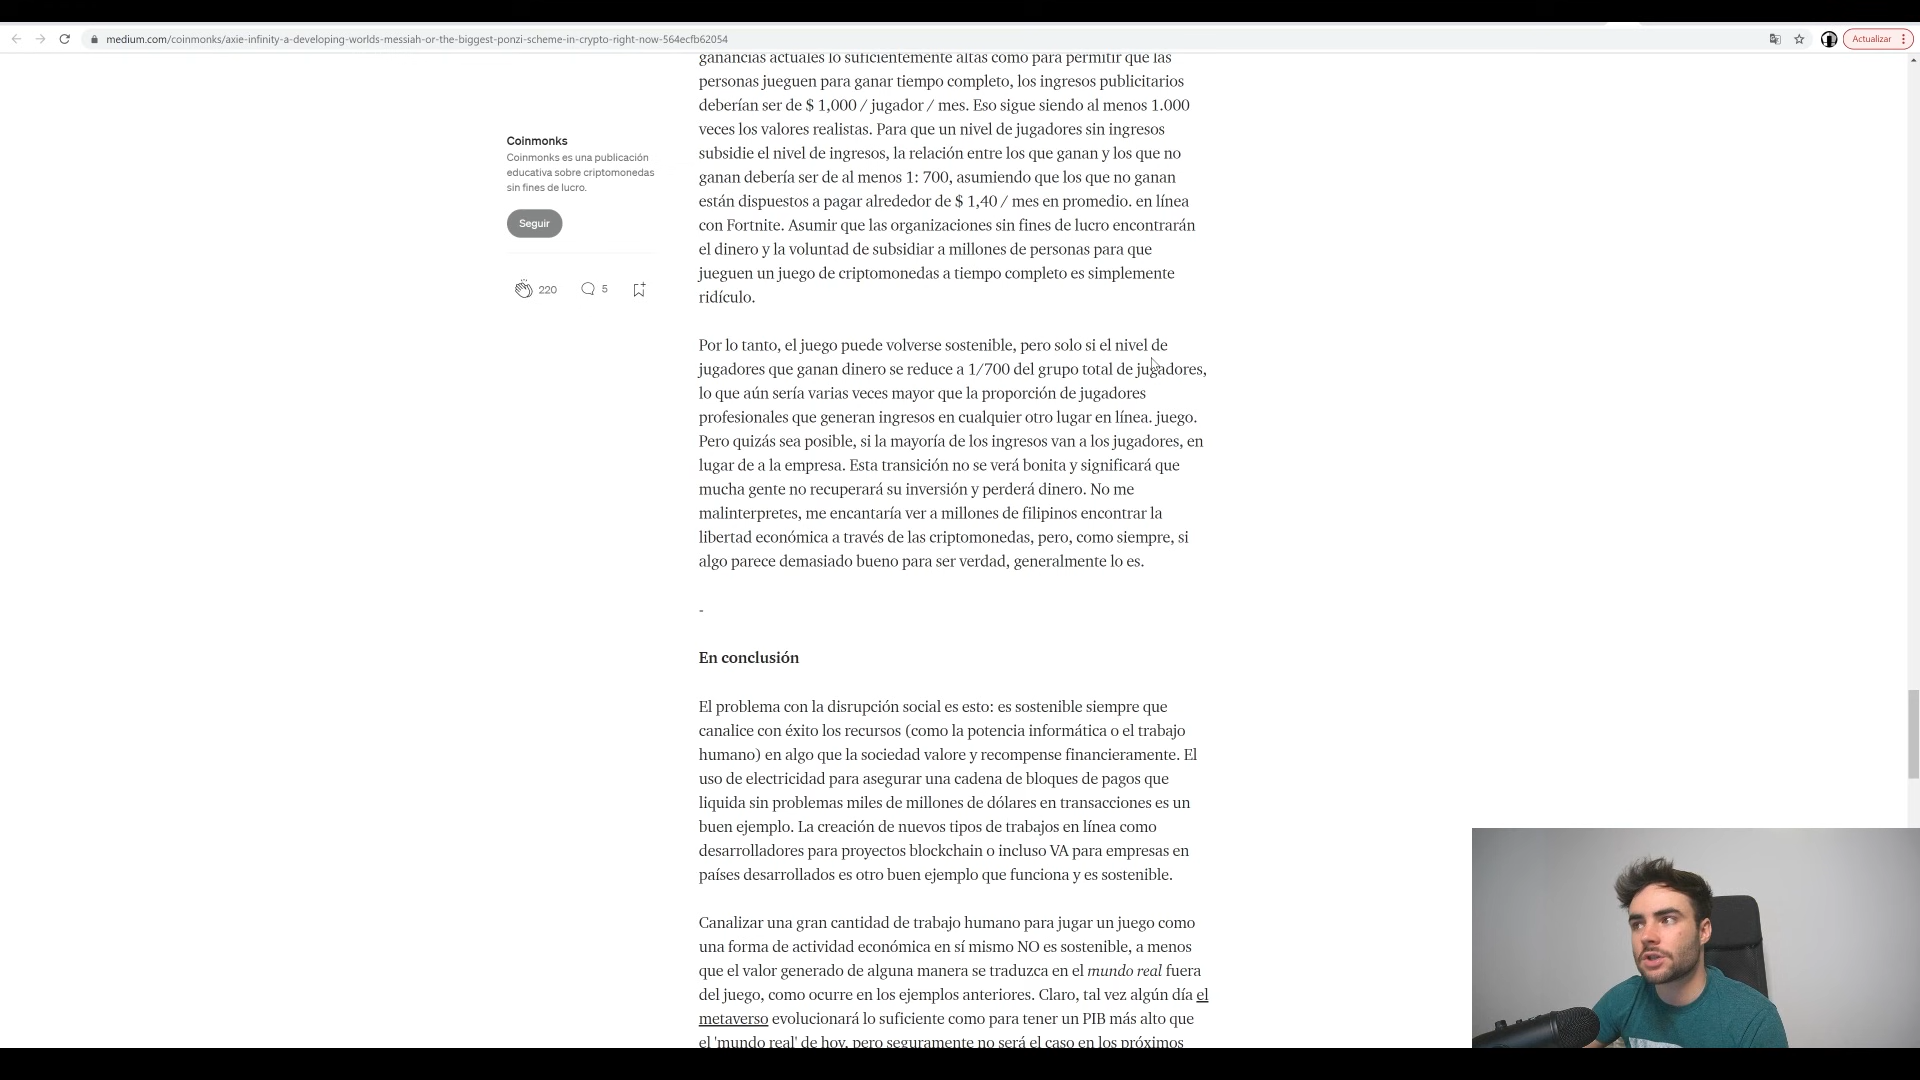 medium.com/coinmonks/axie-infinity-a-developing-worlds-messiah-or-the-biggest-ponzi-scheme-in-crypto-right-now-564ecfb62054
Actualizar
Coinmonks
Coinmonks es una publicación
educativa sobre criptomonedas
sin fines de lucro.
Seguir
220
5
ganancias actuales lo suficientemente altas como para permitir que las
personas jueguen para ganar tiempo completo, los ingresos publicitarios
deberían ser de $ 1,000 / jugador / mes. Eso sigue siendo al menos 1.000
veces los valores realistas. Para que un nivel de jugadores sin ingresos
subsidie el nivel de ingresos, la relación entre los que ganan y los que no
ganan debería ser de al menos 1: 700, asumiendo que los que no ganan
están dispuestos a pagar alrededor de $ 1,40 / mes en promedio. en línea
con Fortnite. Asumir que las organizaciones sin fines de lucro encontrarán
el dinero y la voluntad de subsidiar a millones de personas para que
jueguen un juego de criptomonedas a tiempo completo es simplemente
ridículo.
Por lo tanto, el juego puede volverse sostenible, pero solo si el nivel de
jugadores que ganan dinero se reduce a 1/700 del grupo total de jugadores,
lo que aún sería varias veces mayor que la proporción de jugadores
profesionales que generan ingresos en cualquier otro lugar en línea. juego.
Pero quizás sea posible, si la mayoría de los ingresos van a los jugadores, en
lugar de a la empresa. Esta transición no se verá bonita y significará que
mucha gente no recuperará su inversión y perderá dinero. No me
malinterpretes, me encantaría ver a millones de filipinos encontrar la
libertad económica a través de las criptomonedas, pero, como siempre, si
algo parece demasiado bueno para ser verdad, generalmente lo es.
-
En conclusión
El problema con la disrupción social es esto: es sostenible siempre que
canalice con éxito los recursos (como la potencia informática o el trabajo
humano) en algo que la sociedad valore y recompense financieramente. El
uso de electricidad para asegurar una cadena de bloques de pagos que
liquida sin problemas miles de millones de dólares en transacciones es un
buen ejemplo. La creación de nuevos tipos de trabajos en línea como
desarrolladores para proyectos blockchain o incluso VA para empresas en
países desarrollados es otro buen ejemplo que funciona y es sostenible.
Canalizar una gran cantidad de trabajo humano para jugar un juego como
una forma de actividad económica en sí mismo NO es sostenible, a menos
que el valor generado de alguna manera se traduzca en el mundo real fuera
del juego, como ocurre en los ejemplos anteriores. Claro, tal vez algún día el
metaverso evolucionará lo suficiente como para tener un PIB más alto que
el 'mundo real' de hoy, pero seguramente no será el caso en los próximos